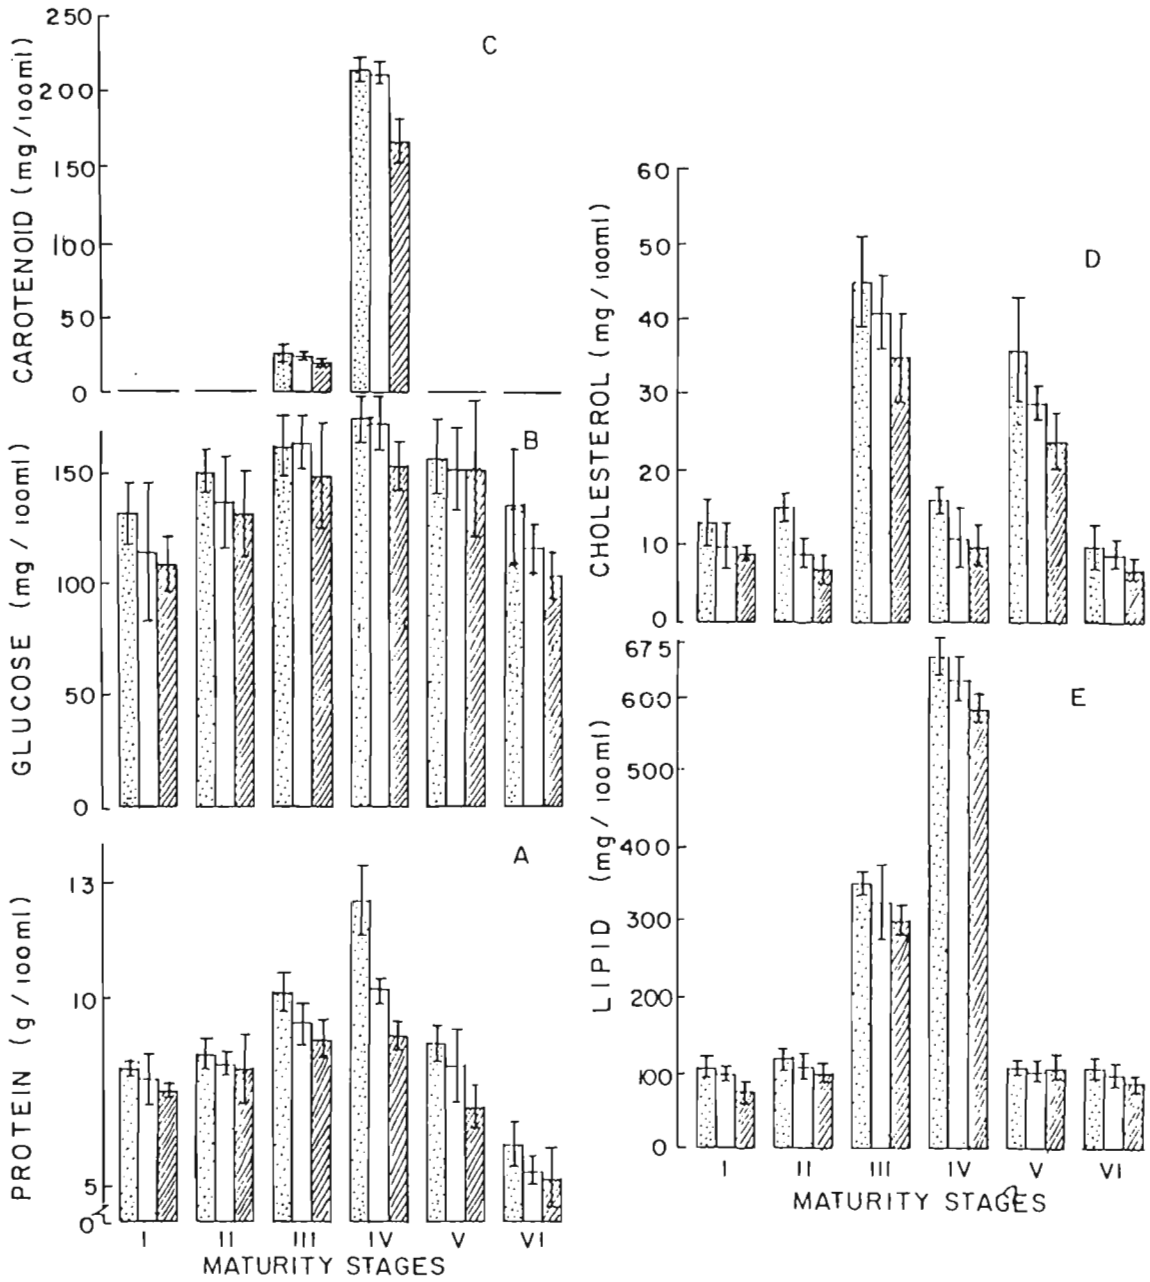 C
CAROTENOID (mg/100ml)
250
200
150
100
50
0
B
GLUCOSE (mg/100ml)
150
100
50
0
A
PROTEIN (g/100ml)
13
10
5
0
I II III IV V VI
MATURITY STAGES
D
CHOLESTEROL (mg/100ml)
60
50
40
30
20
10
0
E
LIPID (mg/100ml)
675
600
500
400
300
200
100
0
I II III IV V VI
MATURITY STAGES